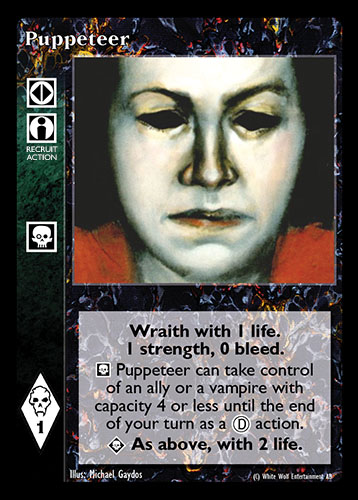 Puppeteer
RECRUIT
ACTION
Wraith with 1 life.
1 strength, 0 bleed.
Puppeteer can take control
of an ally or a vampire with
capacity 4 or less until the end
of your turn as a Ⓓ action.
As above, with 2 life.
1
Illus: Michael Gaydos
(C) White Wolf Entertainment AB